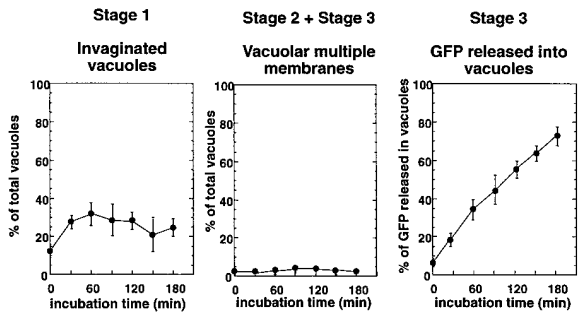 Stage 1
Invaginated
vacuoles
% of total vacuoles
100
80
60
40
20
0
0 60 120 180
incubation time (min)
Stage 2 + Stage 3
Vacuolar multiple
membranes
% of total vacuoles
100
80
60
40
20
0
0 60 120 180
incubation time (min)
Stage 3
GFP released into
vacuoles
% of GFP released in vacuoles
100
80
60
40
20
0
0 60 120 180
incubation time (min)